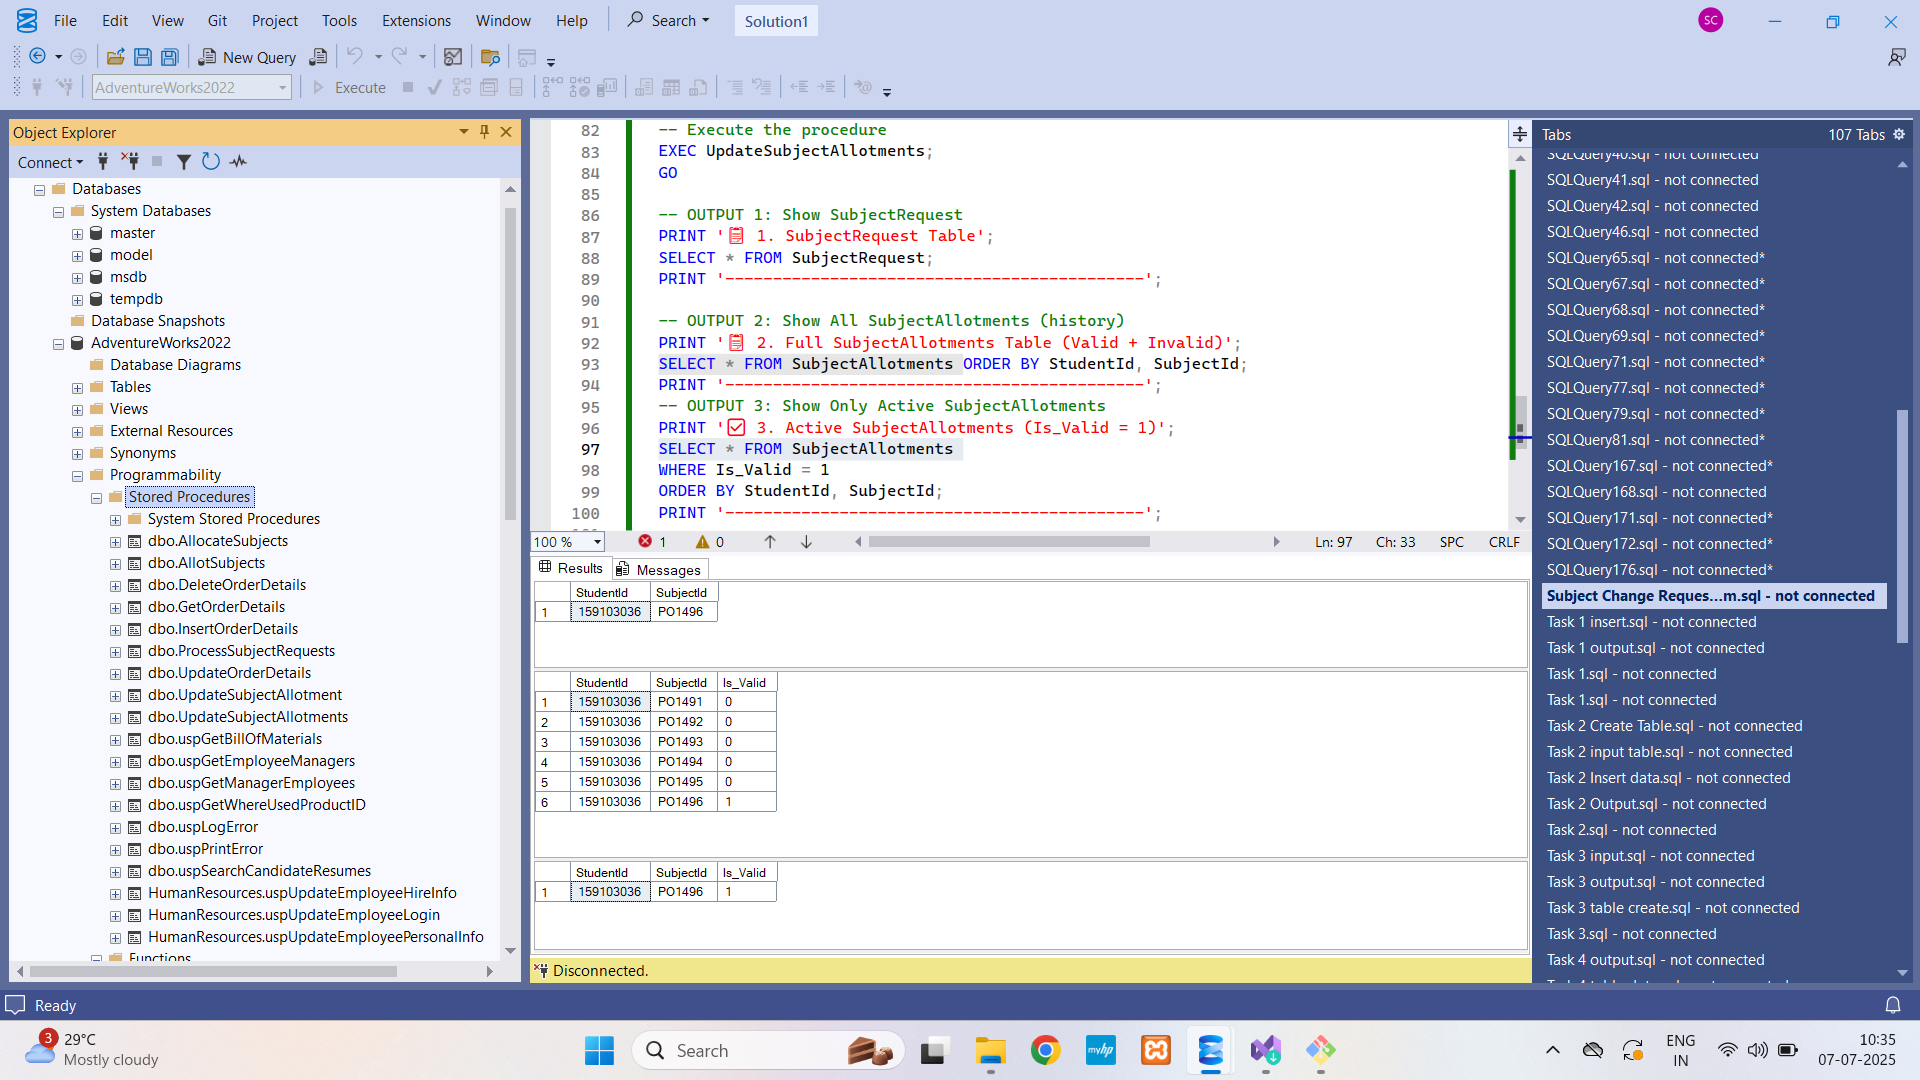 File Edit View Git Project Tools Extensions Window Help Search Solution1 SC
New Query
AdventureWorks2022 Execute
Object Explorer
Connect
Databases
System Databases
master
model
msdb
tempdb
Database Snapshots
AdventureWorks2022
Database Diagrams
Tables
Views
External Resources
Synonyms
Programmability
Stored Procedures
System Stored Procedures
dbo.AllocateSubjects
dbo.AllotSubjects
dbo.DeleteOrderDetails
dbo.GetOrderDetails
dbo.InsertOrderDetails
dbo.ProcessSubjectRequests
dbo.UpdateOrderDetails
dbo.UpdateSubjectAllotment
dbo.UpdateSubjectAllotments
dbo.uspGetBillOfMaterials
dbo.uspGetEmployeeManagers
dbo.uspGetManagerEmployees
dbo.uspGetWhereUsedProductID
dbo.uspLogError
dbo.uspPrintError
dbo.uspSearchCandidateResumes
HumanResources.uspUpdateEmployeeHireInfo
HumanResources.uspUpdateEmployeeLogin
HumanResources.uspUpdateEmployeePersonalInfo
Functions
82 -- Execute the procedure
83 EXEC UpdateSubjectAllotments;
84 GO
85
86 -- OUTPUT 1: Show SubjectRequest
87 PRINT '📋 1. SubjectRequest Table';
88 SELECT * FROM SubjectRequest;
89 PRINT '--------------------------------------------';
90
91 -- OUTPUT 2: Show All SubjectAllotments (history)
92 PRINT '📋 2. Full SubjectAllotments Table (Valid + Invalid)';
93 SELECT * FROM SubjectAllotments ORDER BY StudentId, SubjectId;
94 PRINT '--------------------------------------------';
95 -- OUTPUT 3: Show Only Active SubjectAllotments
96 PRINT '✅ 3. Active SubjectAllotments (Is_Valid = 1)';
97 SELECT * FROM SubjectAllotments
98 WHERE Is_Valid = 1
99 ORDER BY StudentId, SubjectId;
100 PRINT '--------------------------------------------';
100 % 1 0 Ln: 97 Ch: 33 SPC CRLF
Results Messages
StudentId SubjectId
1 159103036 PO1496
StudentId SubjectId Is_Valid
1 159103036 PO1491 0
2 159103036 PO1492 0
3 159103036 PO1493 0
4 159103036 PO1494 0
5 159103036 PO1495 0
6 159103036 PO1496 1
StudentId SubjectId Is_Valid
1 159103036 PO1496 1
Disconnected.
Tabs 107 Tabs
SQLQuery40.sql - not connected
SQLQuery41.sql - not connected
SQLQuery42.sql - not connected
SQLQuery46.sql - not connected
SQLQuery65.sql - not connected*
SQLQuery67.sql - not connected*
SQLQuery68.sql - not connected*
SQLQuery69.sql - not connected*
SQLQuery71.sql - not connected*
SQLQuery77.sql - not connected*
SQLQuery79.sql - not connected*
SQLQuery81.sql - not connected*
SQLQuery167.sql - not connected*
SQLQuery168.sql - not connected
SQLQuery171.sql - not connected*
SQLQuery172.sql - not connected*
SQLQuery176.sql - not connected*
Subject Change Reques...m.sql - not connected
Task 1 insert.sql - not connected
Task 1 output.sql - not connected
Task 1.sql - not connected
Task 1.sql - not connected
Task 2 Create Table.sql - not connected
Task 2 input table.sql - not connected
Task 2 Insert data.sql - not connected
Task 2 Output.sql - not connected
Task 2.sql - not connected
Task 3 input.sql - not connected
Task 3 output.sql - not connected
Task 3 table create.sql - not connected
Task 3.sql - not connected
Task 4 output.sql - not connected
Ready
3 29°C
Mostly cloudy
Search
myhp
ENG
IN
10:35
07-07-2025